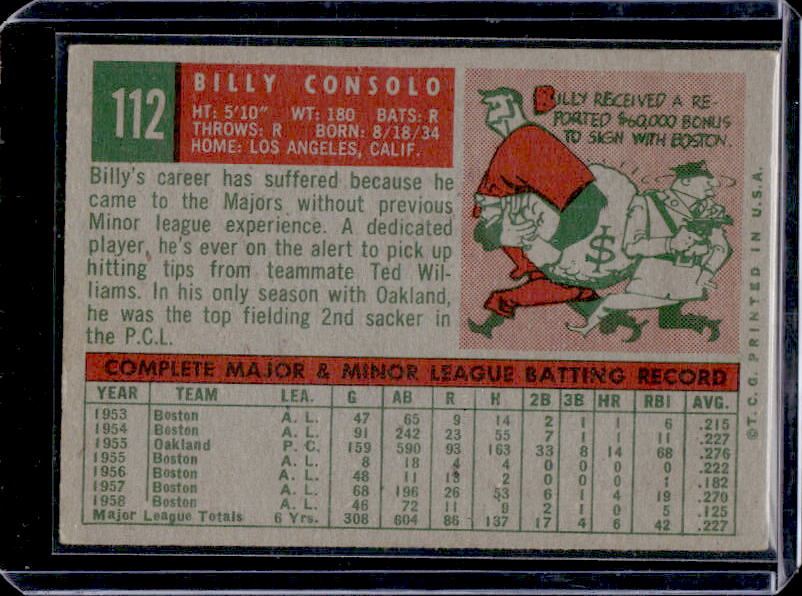 112
BILLY CONSOLO
HT: 5'10" WT: 180 BATS: R
THROWS: R BORN: 8/18/34
HOME: LOS ANGELES, CALIF.
Billy's career has suffered because he
came to the Majors without previous
Minor league experience. A dedicated
player, he's ever on the alert to pick up
hitting tips from teammate Ted Wil-
liams. In his only season with Oakland,
he was the top fielding 2nd sacker in
the P.C.L.
BILLY RECEIVED A RE-
PORTED $60,000 BONUS
TO SIGN WITH BOSTON.
$
COMPLETE MAJOR & MINOR LEAGUE BATTING RECORD
YEAR TEAM LEA. G AB R H 2B 3B HR RBI AVG.
1953 Boston A. L. 47 65 9 14 2 1 1 6 .215
1954 Boston A. L. 91 242 23 55 7 1 1 11 .227
1955 Oakland P. C. 159 590 93 163 33 8 14 68 .276
1955 Boston A. L. 8 18 4 4 0 0 0 0 .222
1956 Boston A. L. 48 11 13 2 0 0 0 1 .182
1957 Boston A. L. 68 196 26 53 6 1 4 19 .270
1958 Boston A. L. 46 72 11 9 2 1 0 5 .125
Major League Totals 6 Yrs. 308 604 86 137 17 4 6 42 .227
©T.C.G. PRINTED IN U.S.A.